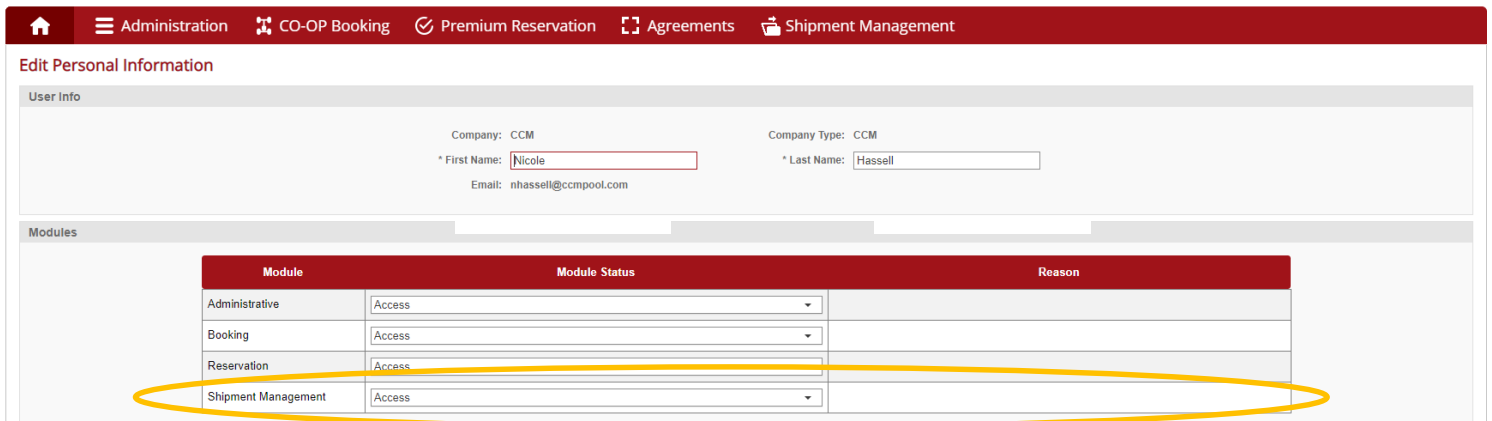 Administration CO-OP Booking Premium Reservation Agreements Shipment Management
Edit Personal Information
User Info
Company: CCM Company Type: CCM
* First Name: Nicole * Last Name: Hassell
Email: nhassell@ccmpool.com
Modules
Module Module Status Reason
Administrative Access
Booking Access
Reservation Access
Shipment Management Access